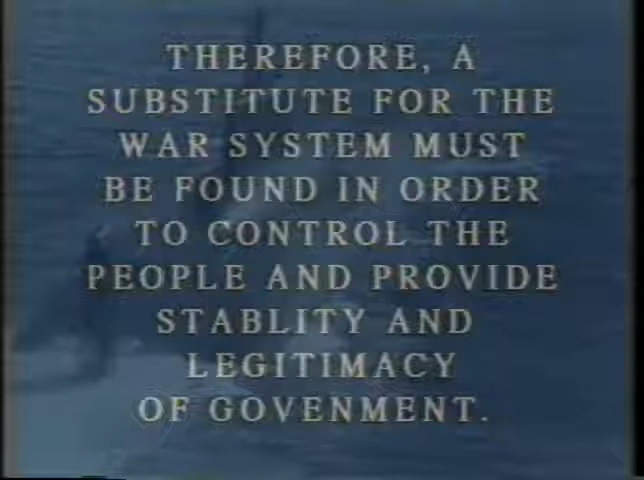 THEREFORE, A
SUBSTITUTE FOR THE
WAR SYSTEM MUST
BE FOUND IN ORDER
TO CONTROL THE
PEOPLE AND PROVIDE
STABLITY AND
LEGITIMACY
OF GOVENMENT.